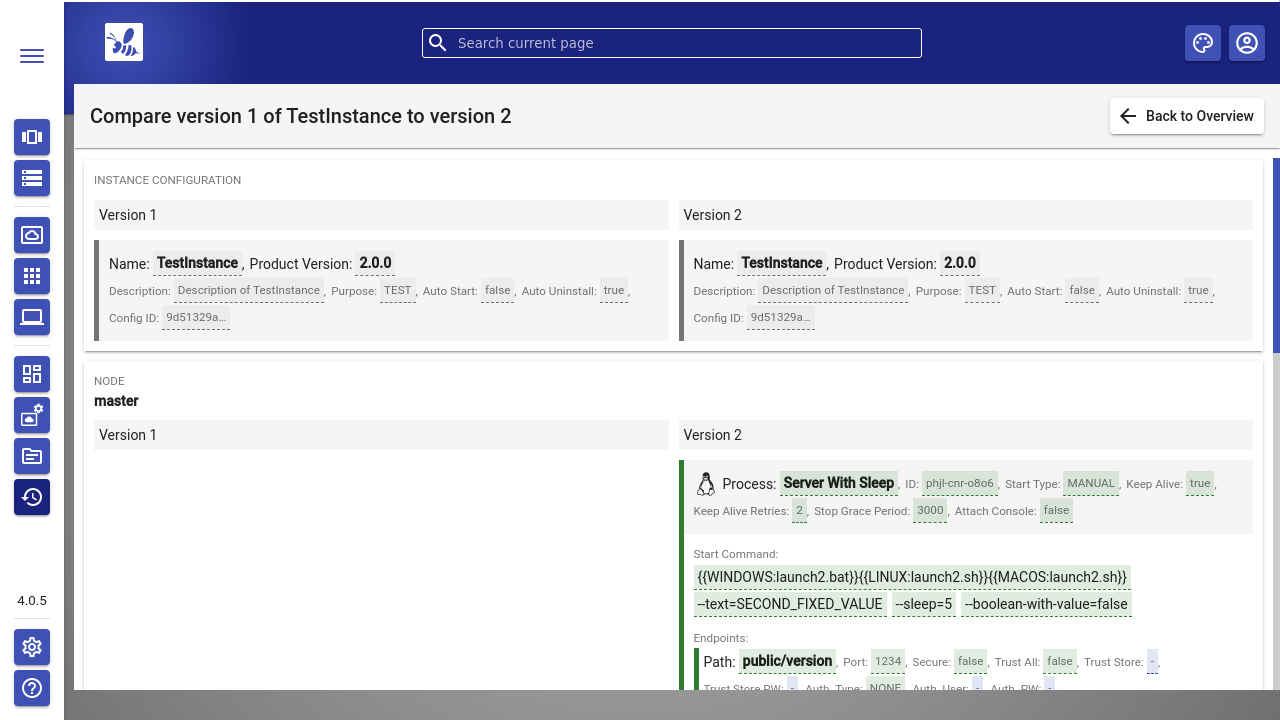 Search current page
Compare version 1 of TestInstance to version 2
Back to Overview
INSTANCE CONFIGURATION
Version 1
Version 2
Name: TestInstance, Product Version: 2.0.0
Description: Description of TestInstance, Purpose: TEST, Auto Start: false, Auto Uninstall: true,
Config ID: 9d51329a...
Name: TestInstance, Product Version: 2.0.0
Description: Description of TestInstance, Purpose: TEST, Auto Start: false, Auto Uninstall: true,
Config ID: 9d51329a...
NODE
master
Version 1
Version 2
Process: Server With Sleep, ID: phjl-cnr-o8o6, Start Type: MANUAL, Keep Alive: true,
Keep Alive Retries: 2, Stop Grace Period: 3000, Attach Console: false
Start Command:
{{WINDOWS:launch2.bat}}{{LINUX:launch2.sh}}{{MACOS:launch2.sh}}
--text=SECOND_FIXED_VALUE --sleep=5 --boolean-with-value=false
Endpoints:
Path: public/version, Port: 1234, Secure: false, Trust All: false, Trust Store: -,
Trust Store PW: -, Auth. Type: NONE, Auth. User: -, Auth. PW: -
4.0.5